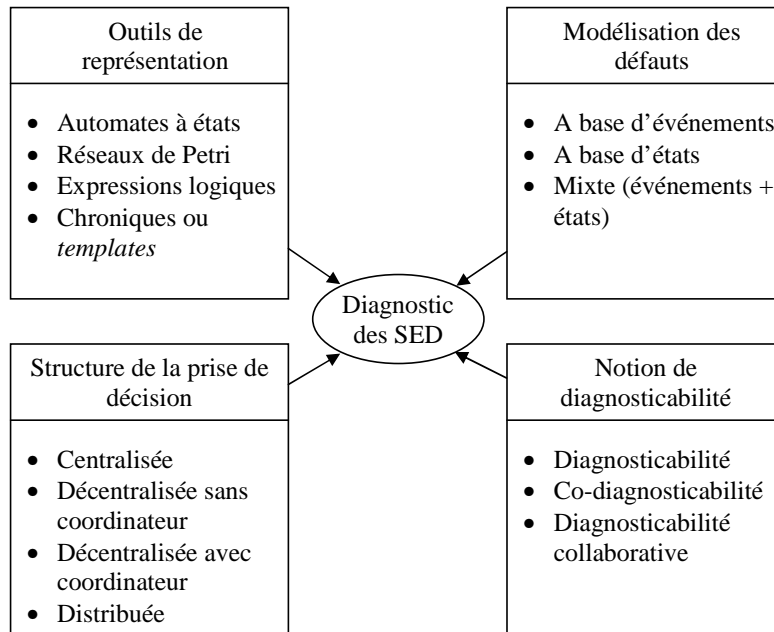 Outils de
représentation
• Automates à états
• Réseaux de Petri
• Expressions logiques
• Chroniques ou
templates
Modélisation des
défauts
• A base d’événements
• A base d’états
• Mixte (événements +
états)
Diagnostic
des SED
Structure de la prise de
décision
• Centralisée
• Décentralisée sans
coordinateur
• Décentralisée avec
coordinateur
• Distribuée
Notion de
diagnosticabilité
• Diagnosticabilité
• Co-diagnosticabilité
• Diagnosticabilité
collaborative